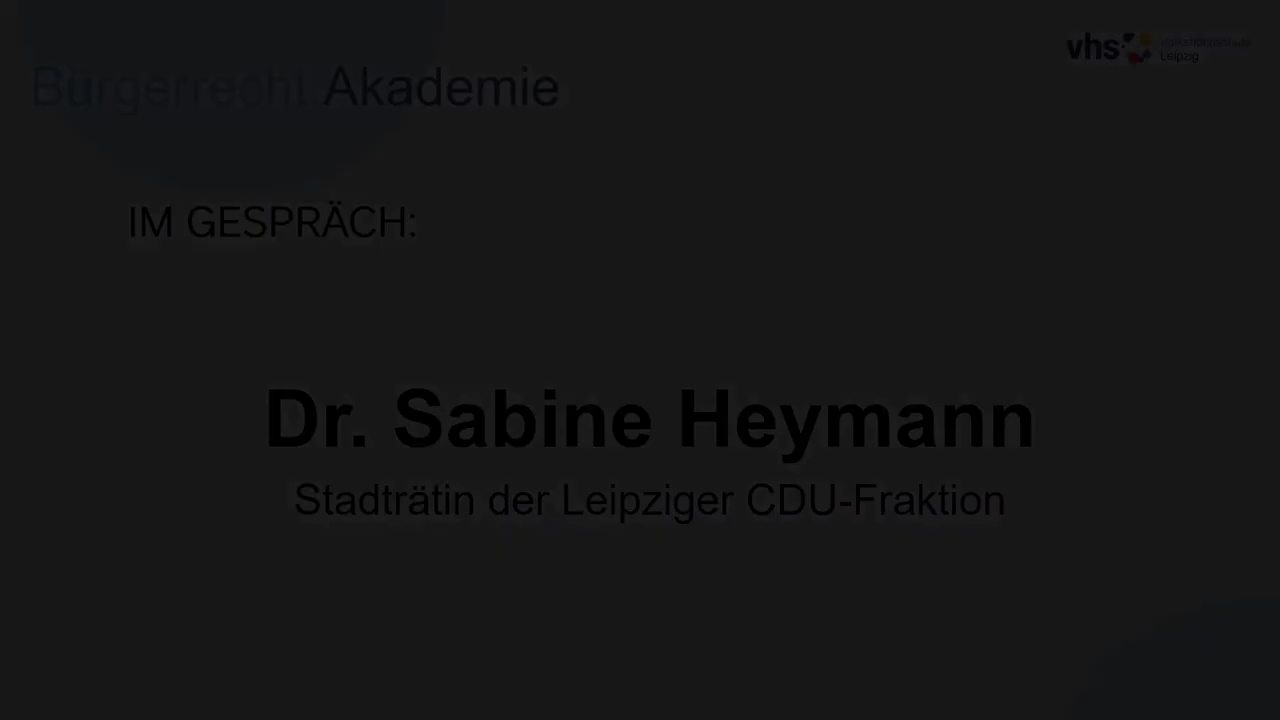 Bürgerrecht Akademie
vhs
Leipzig
IM GESPRÄCH:
Dr. Sabine Heymann
Stadträtin der Leipziger CDU-Fraktion